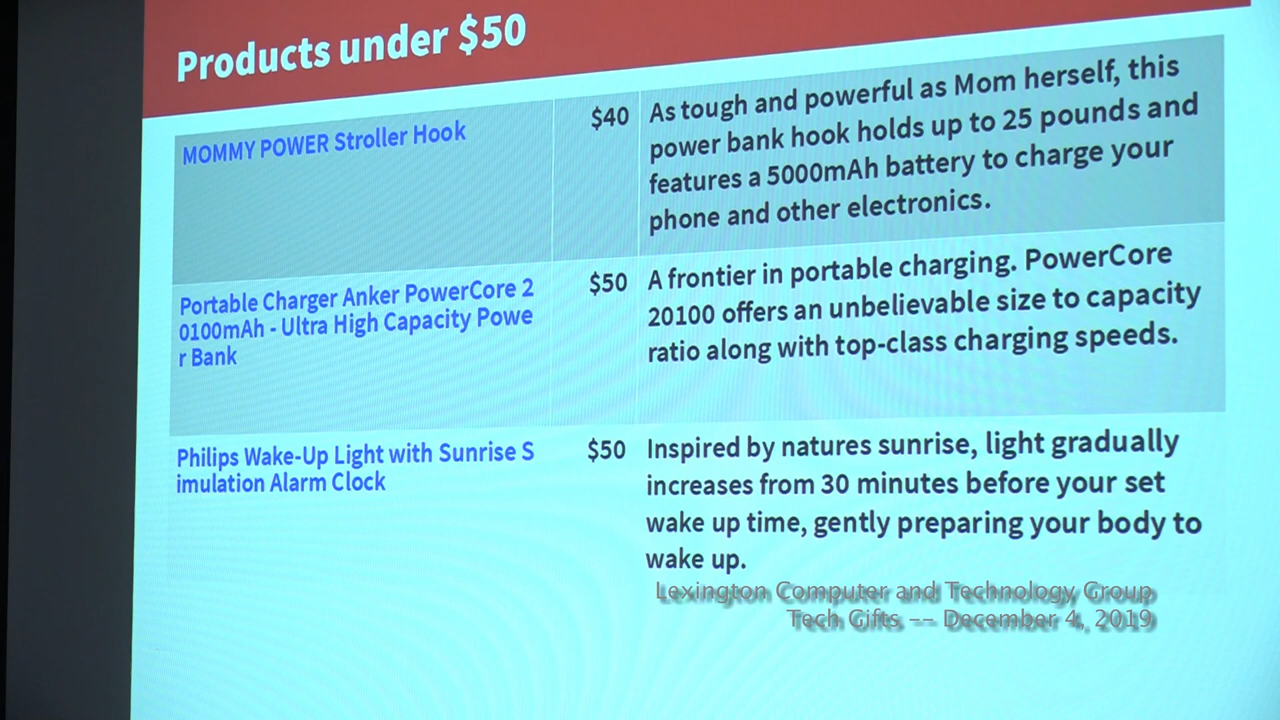 Products under $50
MOMMY POWER Stroller Hook
$40
As tough and powerful as Mom herself, this
power bank hook holds up to 25 pounds and
features a 5000mAh battery to charge your
phone and other electronics.
Portable Charger Anker PowerCore 2
0100mAh - Ultra High Capacity Powe
r Bank
$50
A frontier in portable charging. PowerCore
20100 offers an unbelievable size to capacity
ratio along with top-class charging speeds.
Philips Wake-Up Light with Sunrise S
imulation Alarm Clock
$50
Inspired by natures sunrise, light gradually
increases from 30 minutes before your set
wake up time, gently preparing your body to
wake up.
Lexington Computer and Technology Group
Tech Gifts -- December 4, 2019